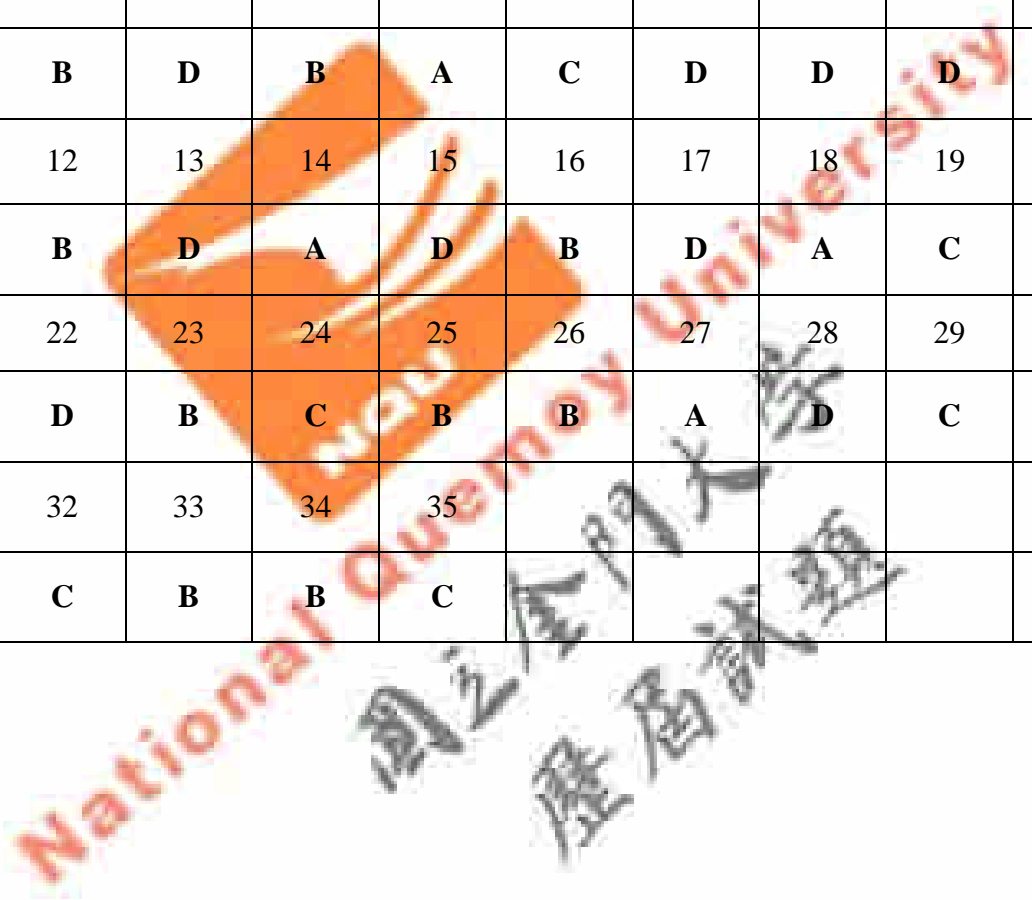 B D B A C D D D
12 13 14 15 16 17 18 19
B D A D B D A C
22 23 24 25 26 27 28 29
D B C B B A D C
32 33 34 35
C B B C
NQU
National Quemoy University
國立金門大學
歷屆試題